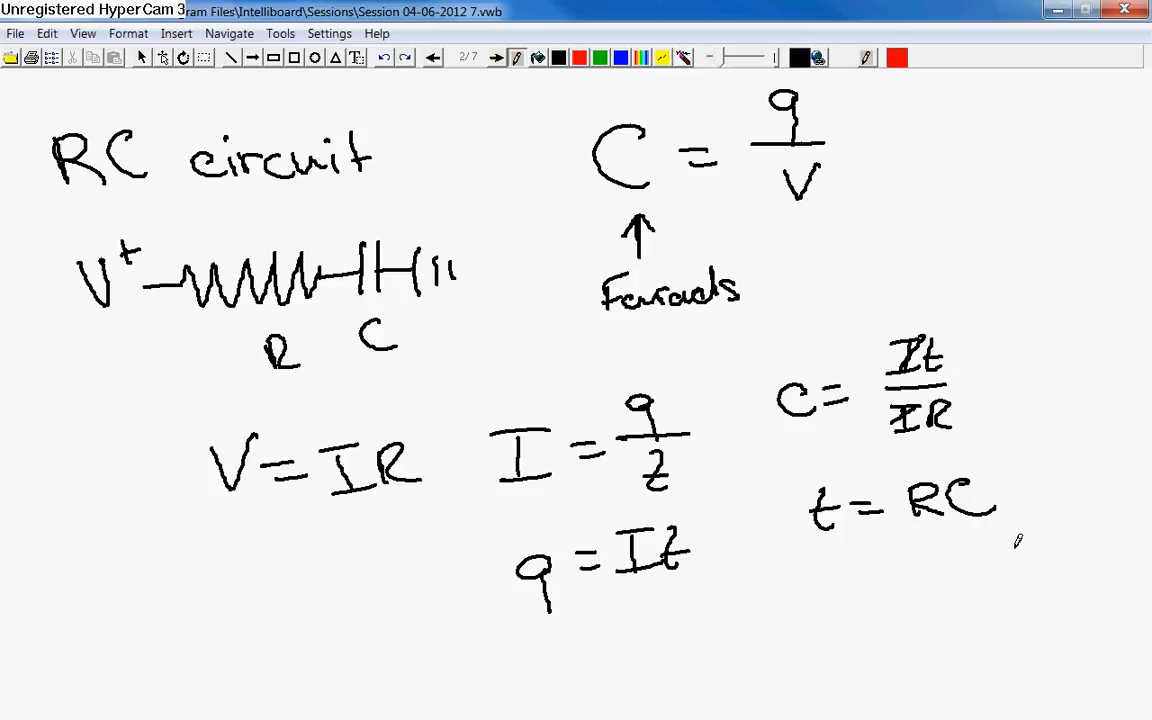 Unregistered HyperCam 3
ram Files\Intelliboard\Sessions\Session 04-06-2012 7.vwb
File Edit View Format Insert Navigate Tools Settings Help
2/7
RC circuit
C = q/V
V+
Farads
R C
C = It/IR
V = IR
I = q/t
t = RC
q = It